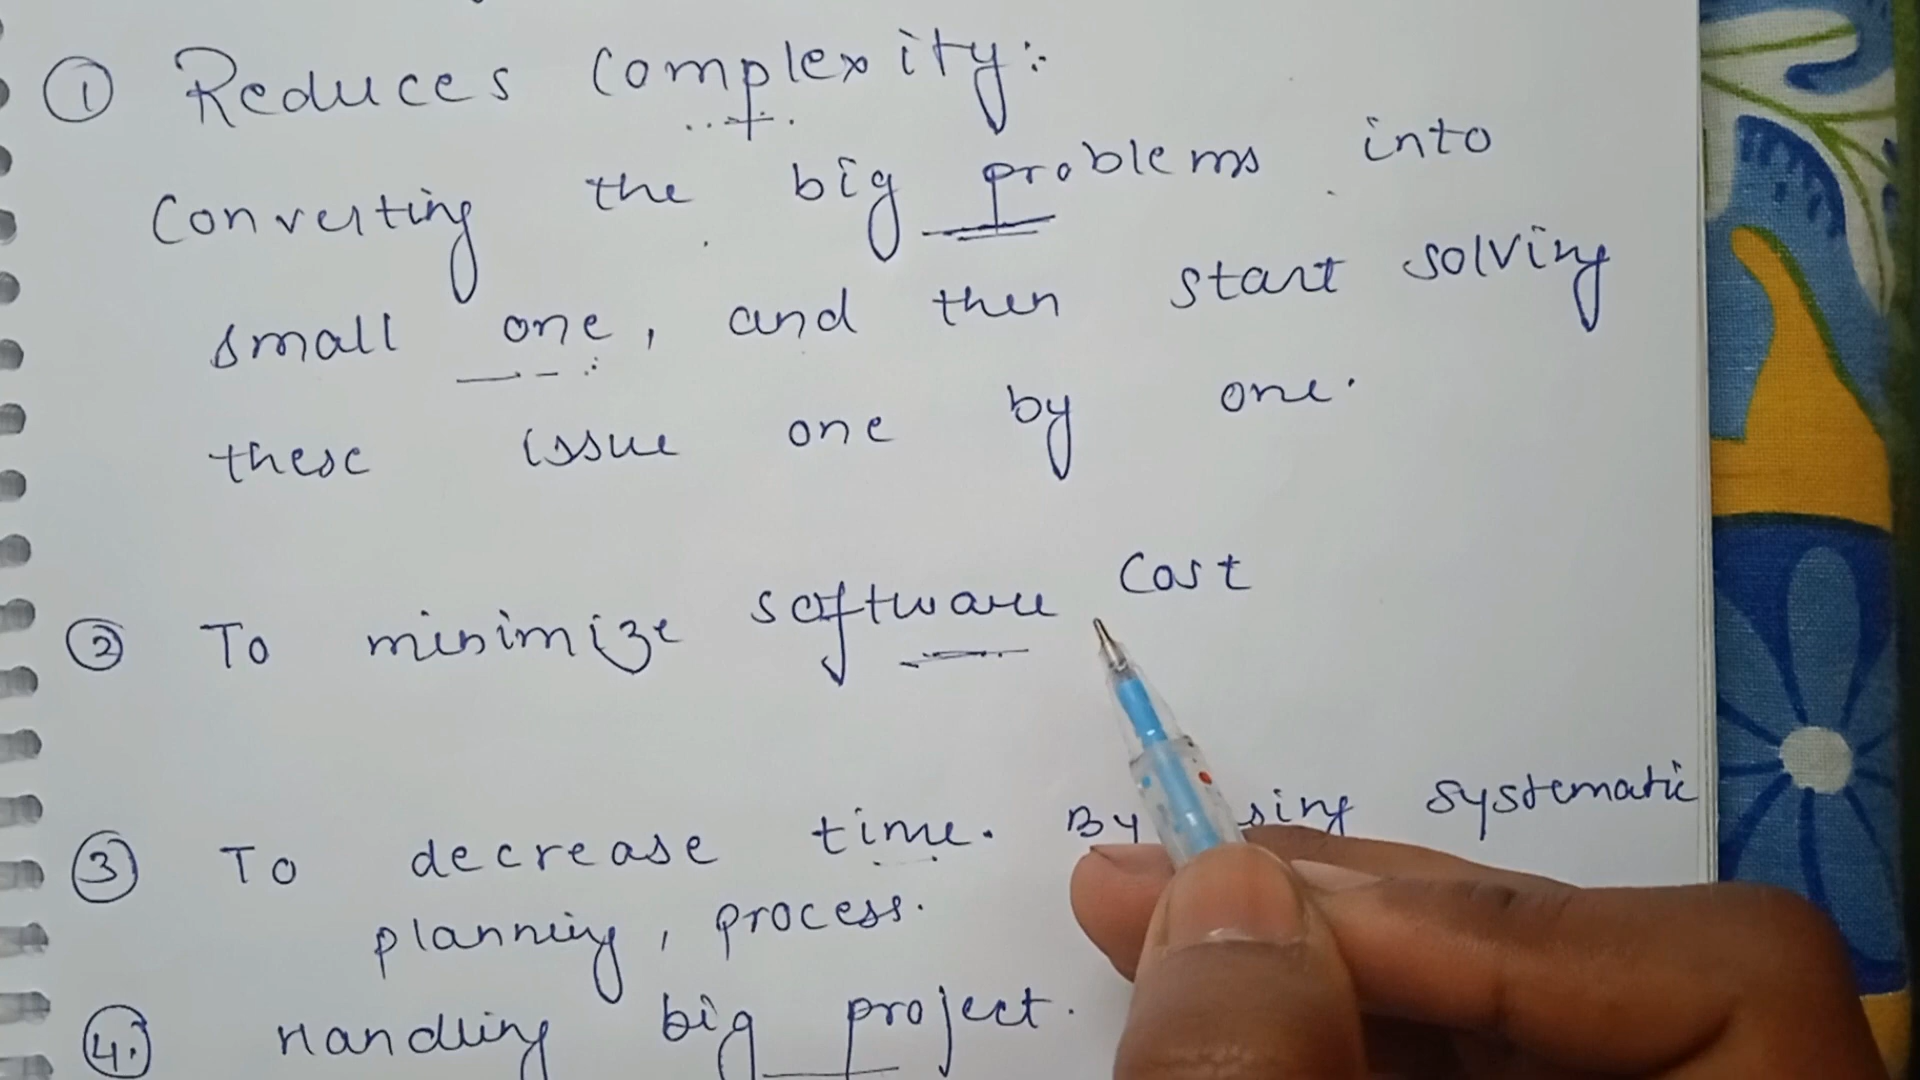 ① Reduces Complexity:
Converting the big problems into
small one, and then start solving
these issue one by one.
② To minimize software Cost
③ To decrease time. By using systematic
planning, process.
④ Handling big project.